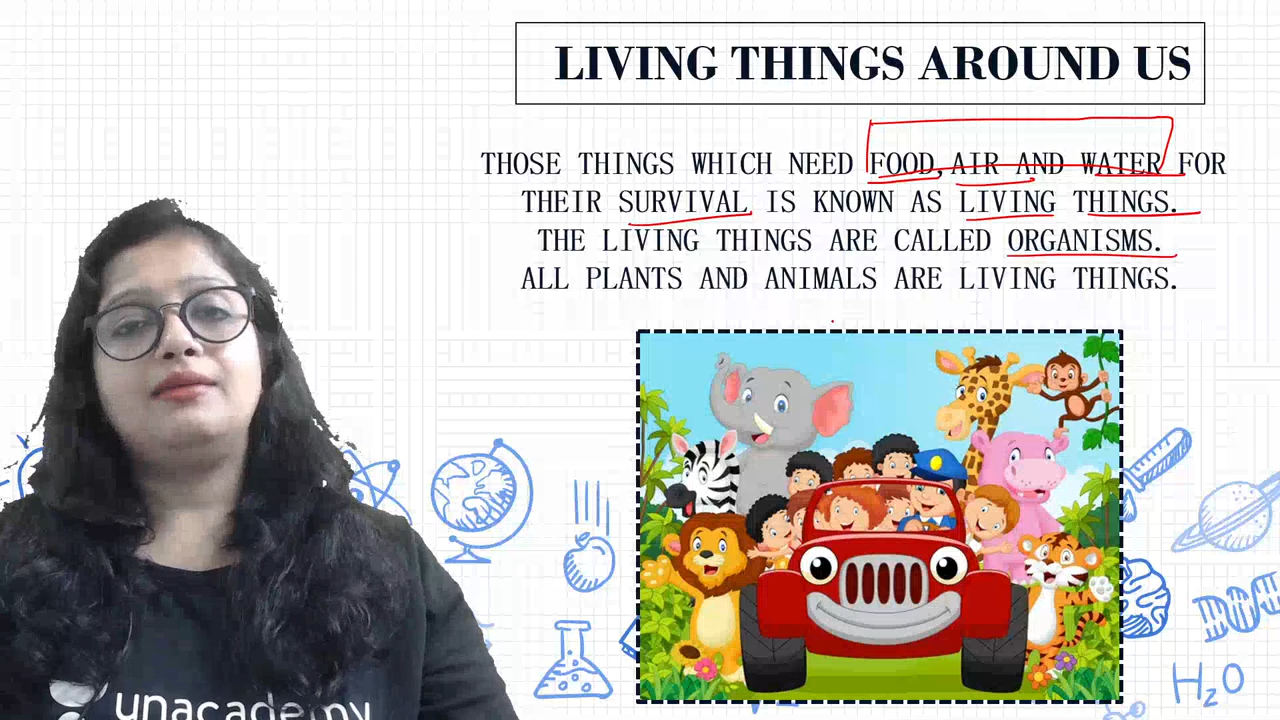 LIVING THINGS AROUND US
THOSE THINGS WHICH NEED FOOD, AIR AND WATER FOR
THEIR SURVIVAL IS KNOWN AS LIVING THINGS.
THE LIVING THINGS ARE CALLED ORGANISMS.
ALL PLANTS AND ANIMALS ARE LIVING THINGS.
H2O
unacademy